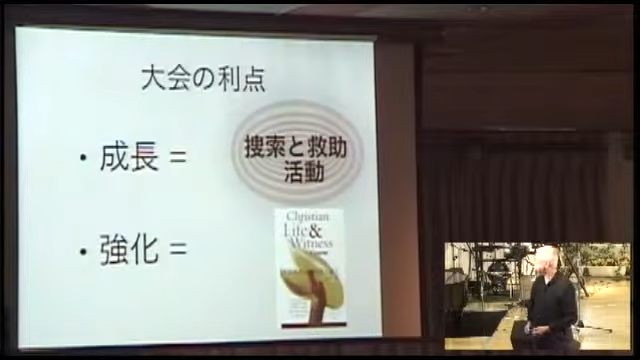 大会の利点
・成長 =
捜索と救助
活動
・強化 =
Christian
Life &
Witness
Course